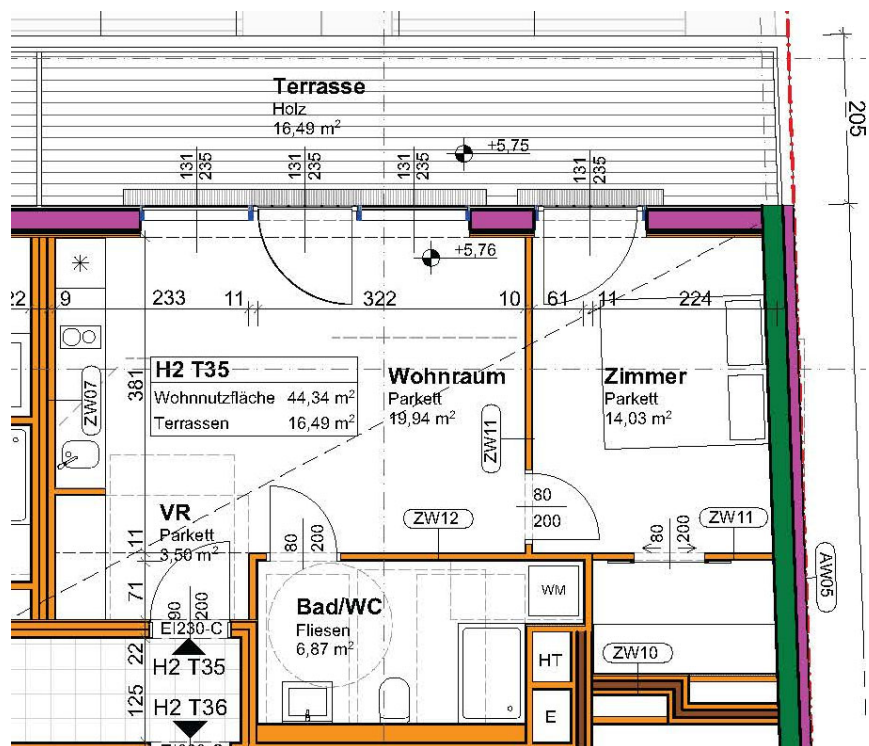 Terrasse
Holz
16,49 m²
+5,75
205
131
235
131
235
131
235
131
235
+5,76
22
9
233
11
322
10
61
11
224
381
H2 T35
Wohnnutzfläche 44,34 m²
Terrassen 16,49 m²
Wohnraum
Parkett
19,94 m²
Zimmer
Parkett
14,03 m²
ZW07
ZW11
VR
Parkett
3,50 m²
ZW12
80
200
80
200
80
200
ZW11
11
71
90
200
Bad/WC
Fliesen
6,87 m²
WM
AW05
EI230-C
22
H2 T35
HT
ZW10
125
H2 T36
E